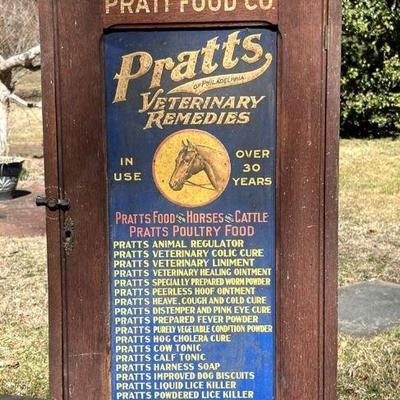 PRATT FOOD CO.
Pratts
OF PHILADELPHIA
VETERINARY
REMEDIES
IN USE
OVER 30 YEARS
PRATTS FOOD FOR HORSES AND CATTLE
PRATTS POULTRY FOOD
PRATTS ANIMAL REGULATOR
PRATTS VETERINARY COLIC CURE
PRATTS VETERINARY LINIMENT
PRATTS VETERINARY HEALING OINTMENT
PRATTS SPECIALLY PREPARED WORM POWDER
PRATTS PEERLESS HOOF OINTMENT
PRATTS HEAVE, COUGH AND COLD CURE
PRATTS DISTEMPER AND PINK EYE CURE
PRATTS PREPARED FEVER POWDER
PRATTS PURELY VEGETABLE CONDITION POWDER
PRATTS HOG CHOLERA CURE
PRATTS COW TONIC
PRATTS CALF TONIC
PRATTS HARNESS SOAP
PRATTS IMPROVED DOG BISCUITS
PRATTS LIQUID LICE KILLER
PRATTS POWDERED LICE KILLER